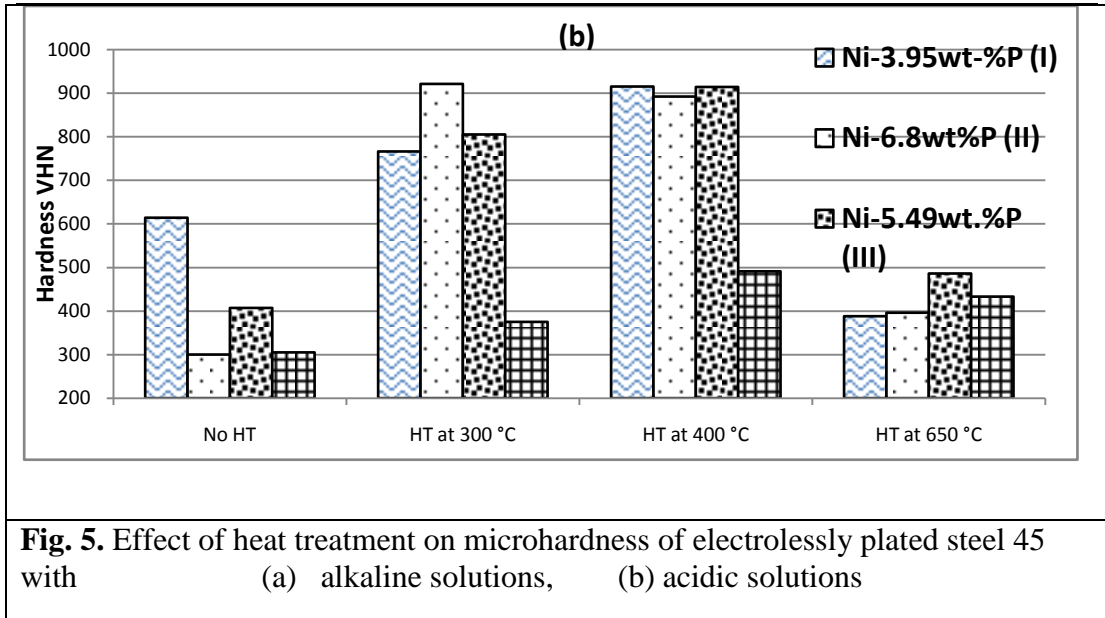 (b)
1000
900
800
700
600
500
400
300
200
Hardness VHN
No HT
HT at 300 °C
HT at 400 °C
HT at 650 °C
Ni-3.95wt-%P (I)
Ni-6.8wt%P (II)
Ni-5.49wt.%P
(III)
Fig. 5. Effect of heat treatment on microhardness of electrolessly plated steel 45
with (a) alkaline solutions, (b) acidic solutions